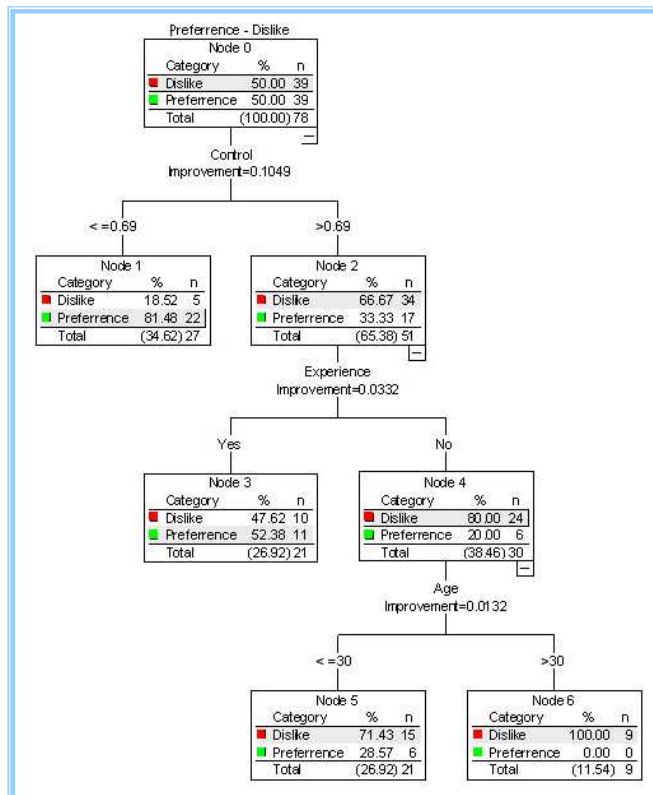 Preferrence - Dislike
Node 0
Category % n
Dislike 50.00 39
Preferrence 50.00 39
Total (100.00) 78
Control
Improvement=0.1049
<=0.69
>0.69
Node 1
Category % n
Dislike 18.52 5
Preferrence 81.48 22
Total (34.62) 27
Node 2
Category % n
Dislike 66.67 34
Preferrence 33.33 17
Total (65.38) 51
Experience
Improvement=0.0332
Yes
No
Node 3
Category % n
Dislike 47.62 10
Preferrence 52.38 11
Total (26.92) 21
Node 4
Category % n
Dislike 80.00 24
Preferrence 20.00 6
Total (38.46) 30
Age
Improvement=0.0132
<=30
>30
Node 5
Category % n
Dislike 71.43 15
Preferrence 28.57 6
Total (26.92) 21
Node 6
Category % n
Dislike 100.00 9
Preferrence 0.00 0
Total (11.54) 9